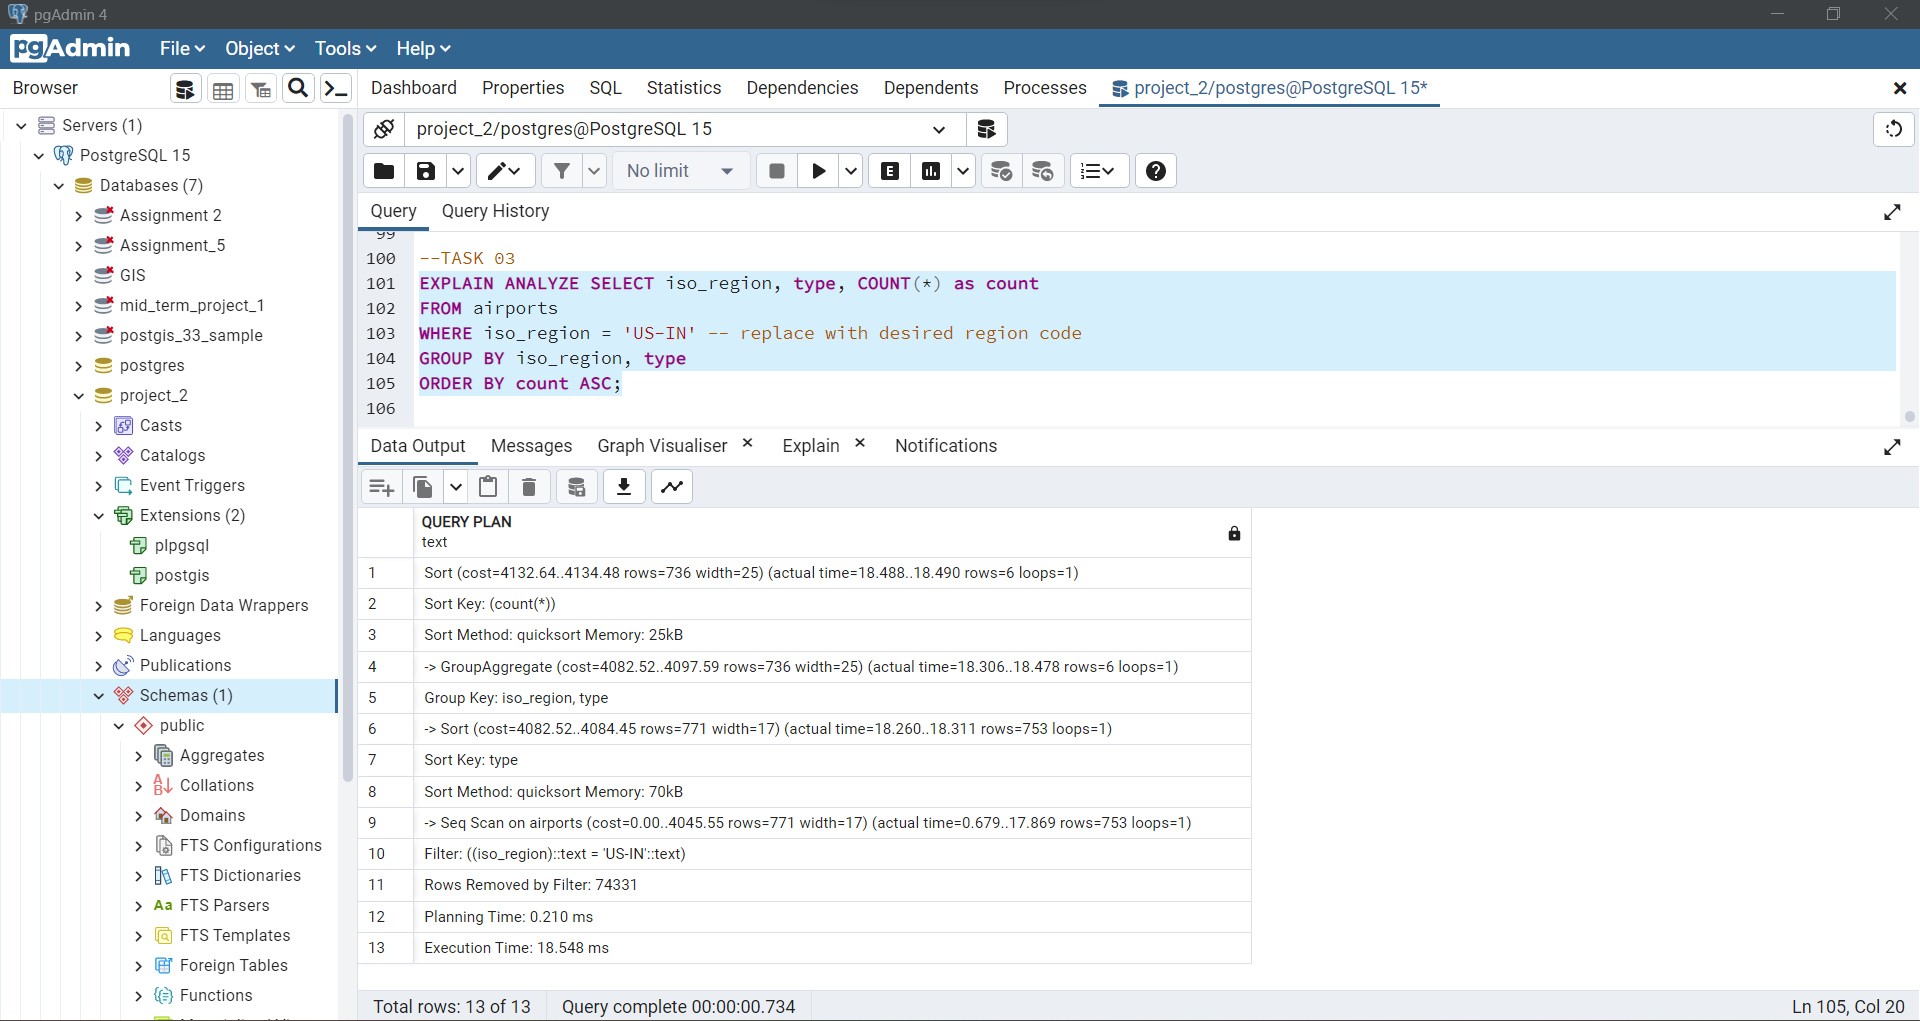 pgAdmin 4
pgAdmin File Object Tools Help
Browser
Dashboard Properties SQL Statistics Dependencies Dependents Processes project_2/postgres@PostgreSQL 15*
Servers (1)
PostgreSQL 15
Databases (7)
Assignment 2
Assignment_5
GIS
mid_term_project_1
postgis_33_sample
postgres
project_2
Casts
Catalogs
Event Triggers
Extensions (2)
plpgsql
postgis
Foreign Data Wrappers
Languages
Publications
Schemas (1)
public
Aggregates
Collations
Domains
FTS Configurations
FTS Dictionaries
Aa FTS Parsers
FTS Templates
Foreign Tables
Functions
project_2/postgres@PostgreSQL 15
No limit
E
Query Query History
99
100 --TASK 03
101 EXPLAIN ANALYZE SELECT iso_region, type, COUNT(*) as count
102 FROM airports
103 WHERE iso_region = 'US-IN' -- replace with desired region code
104 GROUP BY iso_region, type
105 ORDER BY count ASC;
106
Data Output Messages Graph Visualiser Explain Notifications
QUERY PLAN
text
1 Sort (cost=4132.64..4134.48 rows=736 width=25) (actual time=18.488..18.490 rows=6 loops=1)
2 Sort Key: (count(*))
3 Sort Method: quicksort Memory: 25kB
4 -> GroupAggregate (cost=4082.52..4097.59 rows=736 width=25) (actual time=18.306..18.478 rows=6 loops=1)
5 Group Key: iso_region, type
6 -> Sort (cost=4082.52..4084.45 rows=771 width=17) (actual time=18.260..18.311 rows=753 loops=1)
7 Sort Key: type
8 Sort Method: quicksort Memory: 70kB
9 -> Seq Scan on airports (cost=0.00..4045.55 rows=771 width=17) (actual time=0.679..17.869 rows=753 loops=1)
10 Filter: ((iso_region)::text = 'US-IN'::text)
11 Rows Removed by Filter: 74331
12 Planning Time: 0.210 ms
13 Execution Time: 18.548 ms
Total rows: 13 of 13 Query complete 00:00:00.734 Ln 105, Col 20